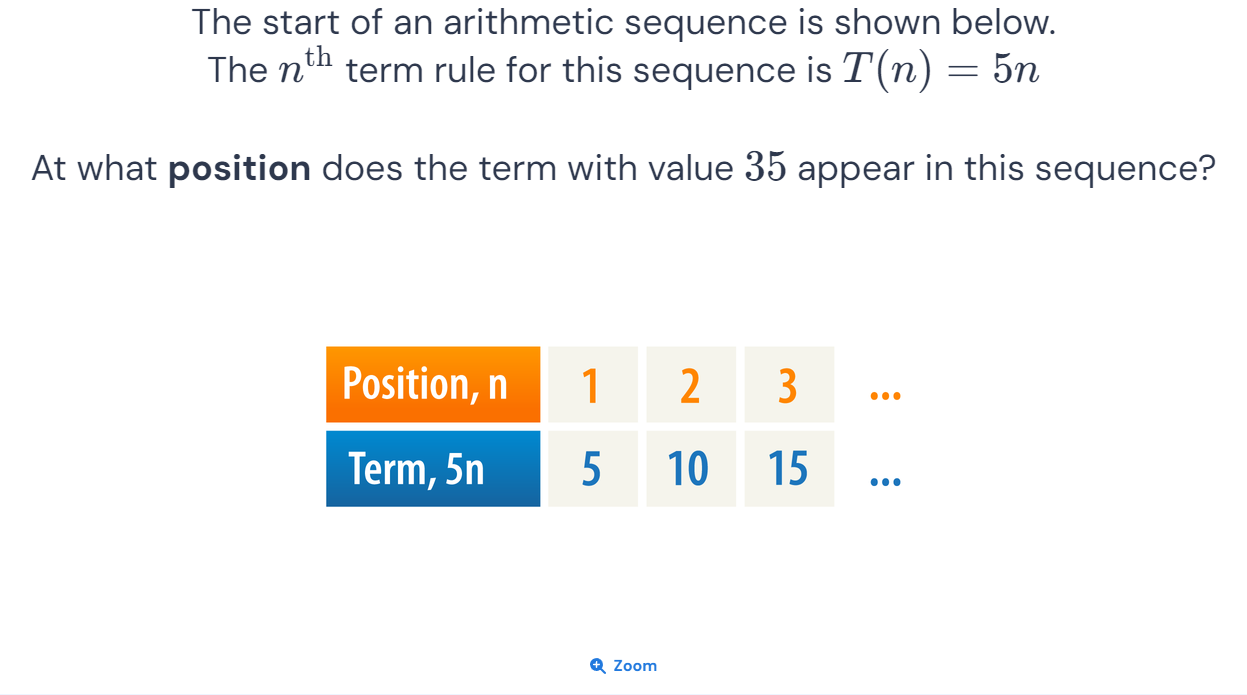 The start of an arithmetic sequence is shown below.
The nth term rule for this sequence is T(n) = 5n
At what position does the term with value 35 appear in this sequence?
Position, n 1 2 3 ...
Term, 5n 5 10 15 ...
Zoom